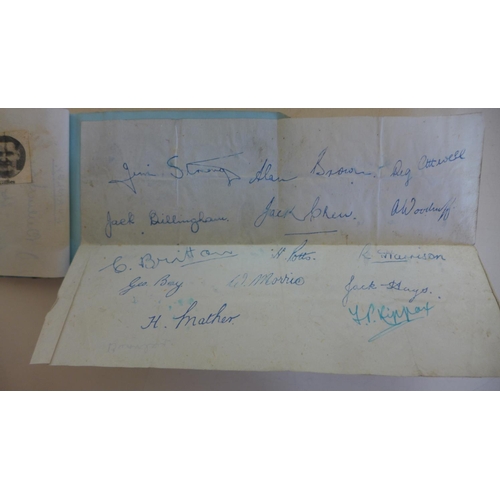 Jim Strong Alan Brown Reg Attwell
Jack Billingham Jack Chew A Woodruff
C. Britton H Potts. R Harrison
Geo. Bray W. Morris Jack Hays.
H. Mather. F.P. Kippax